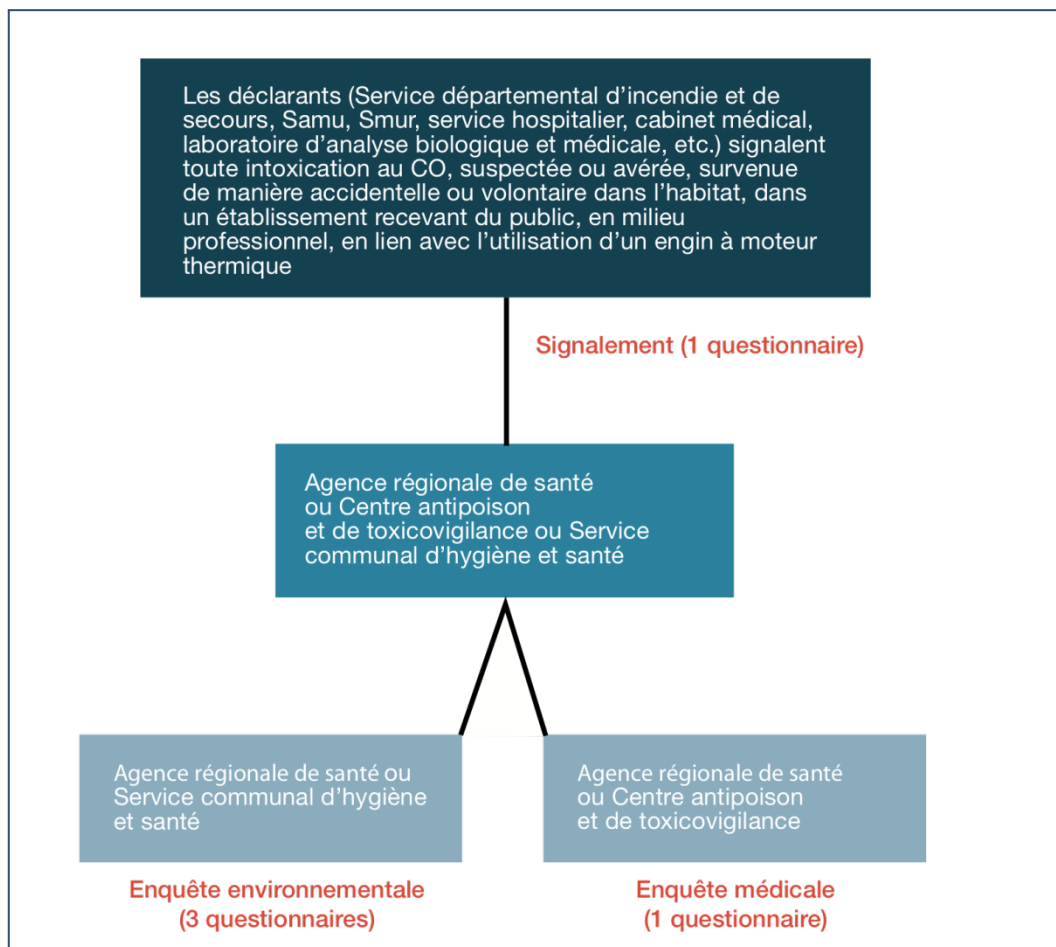 Les déclarants (Service départemental d’incendie et de
secours, Samu, Smur, service hospitalier, cabinet médical,
laboratoire d’analyse biologique et médicale, etc.) signalent
toute intoxication au CO, suspectée ou avérée, survenue
de manière accidentelle ou volontaire dans l’habitat, dans
un établissement recevant du public, en milieu
professionnel, en lien avec l’utilisation d’un engin à moteur
thermique
Signalement (1 questionnaire)
Agence régionale de santé
ou Centre antipoison
et de toxicovigilance ou Service
communal d’hygiène et santé
Agence régionale de santé ou
Service communal d’hygiène
et santé
Enquête environnementale
(3 questionnaires)
Agence régionale de santé
ou Centre antipoison
et de toxicovigilance
Enquête médicale
(1 questionnaire)